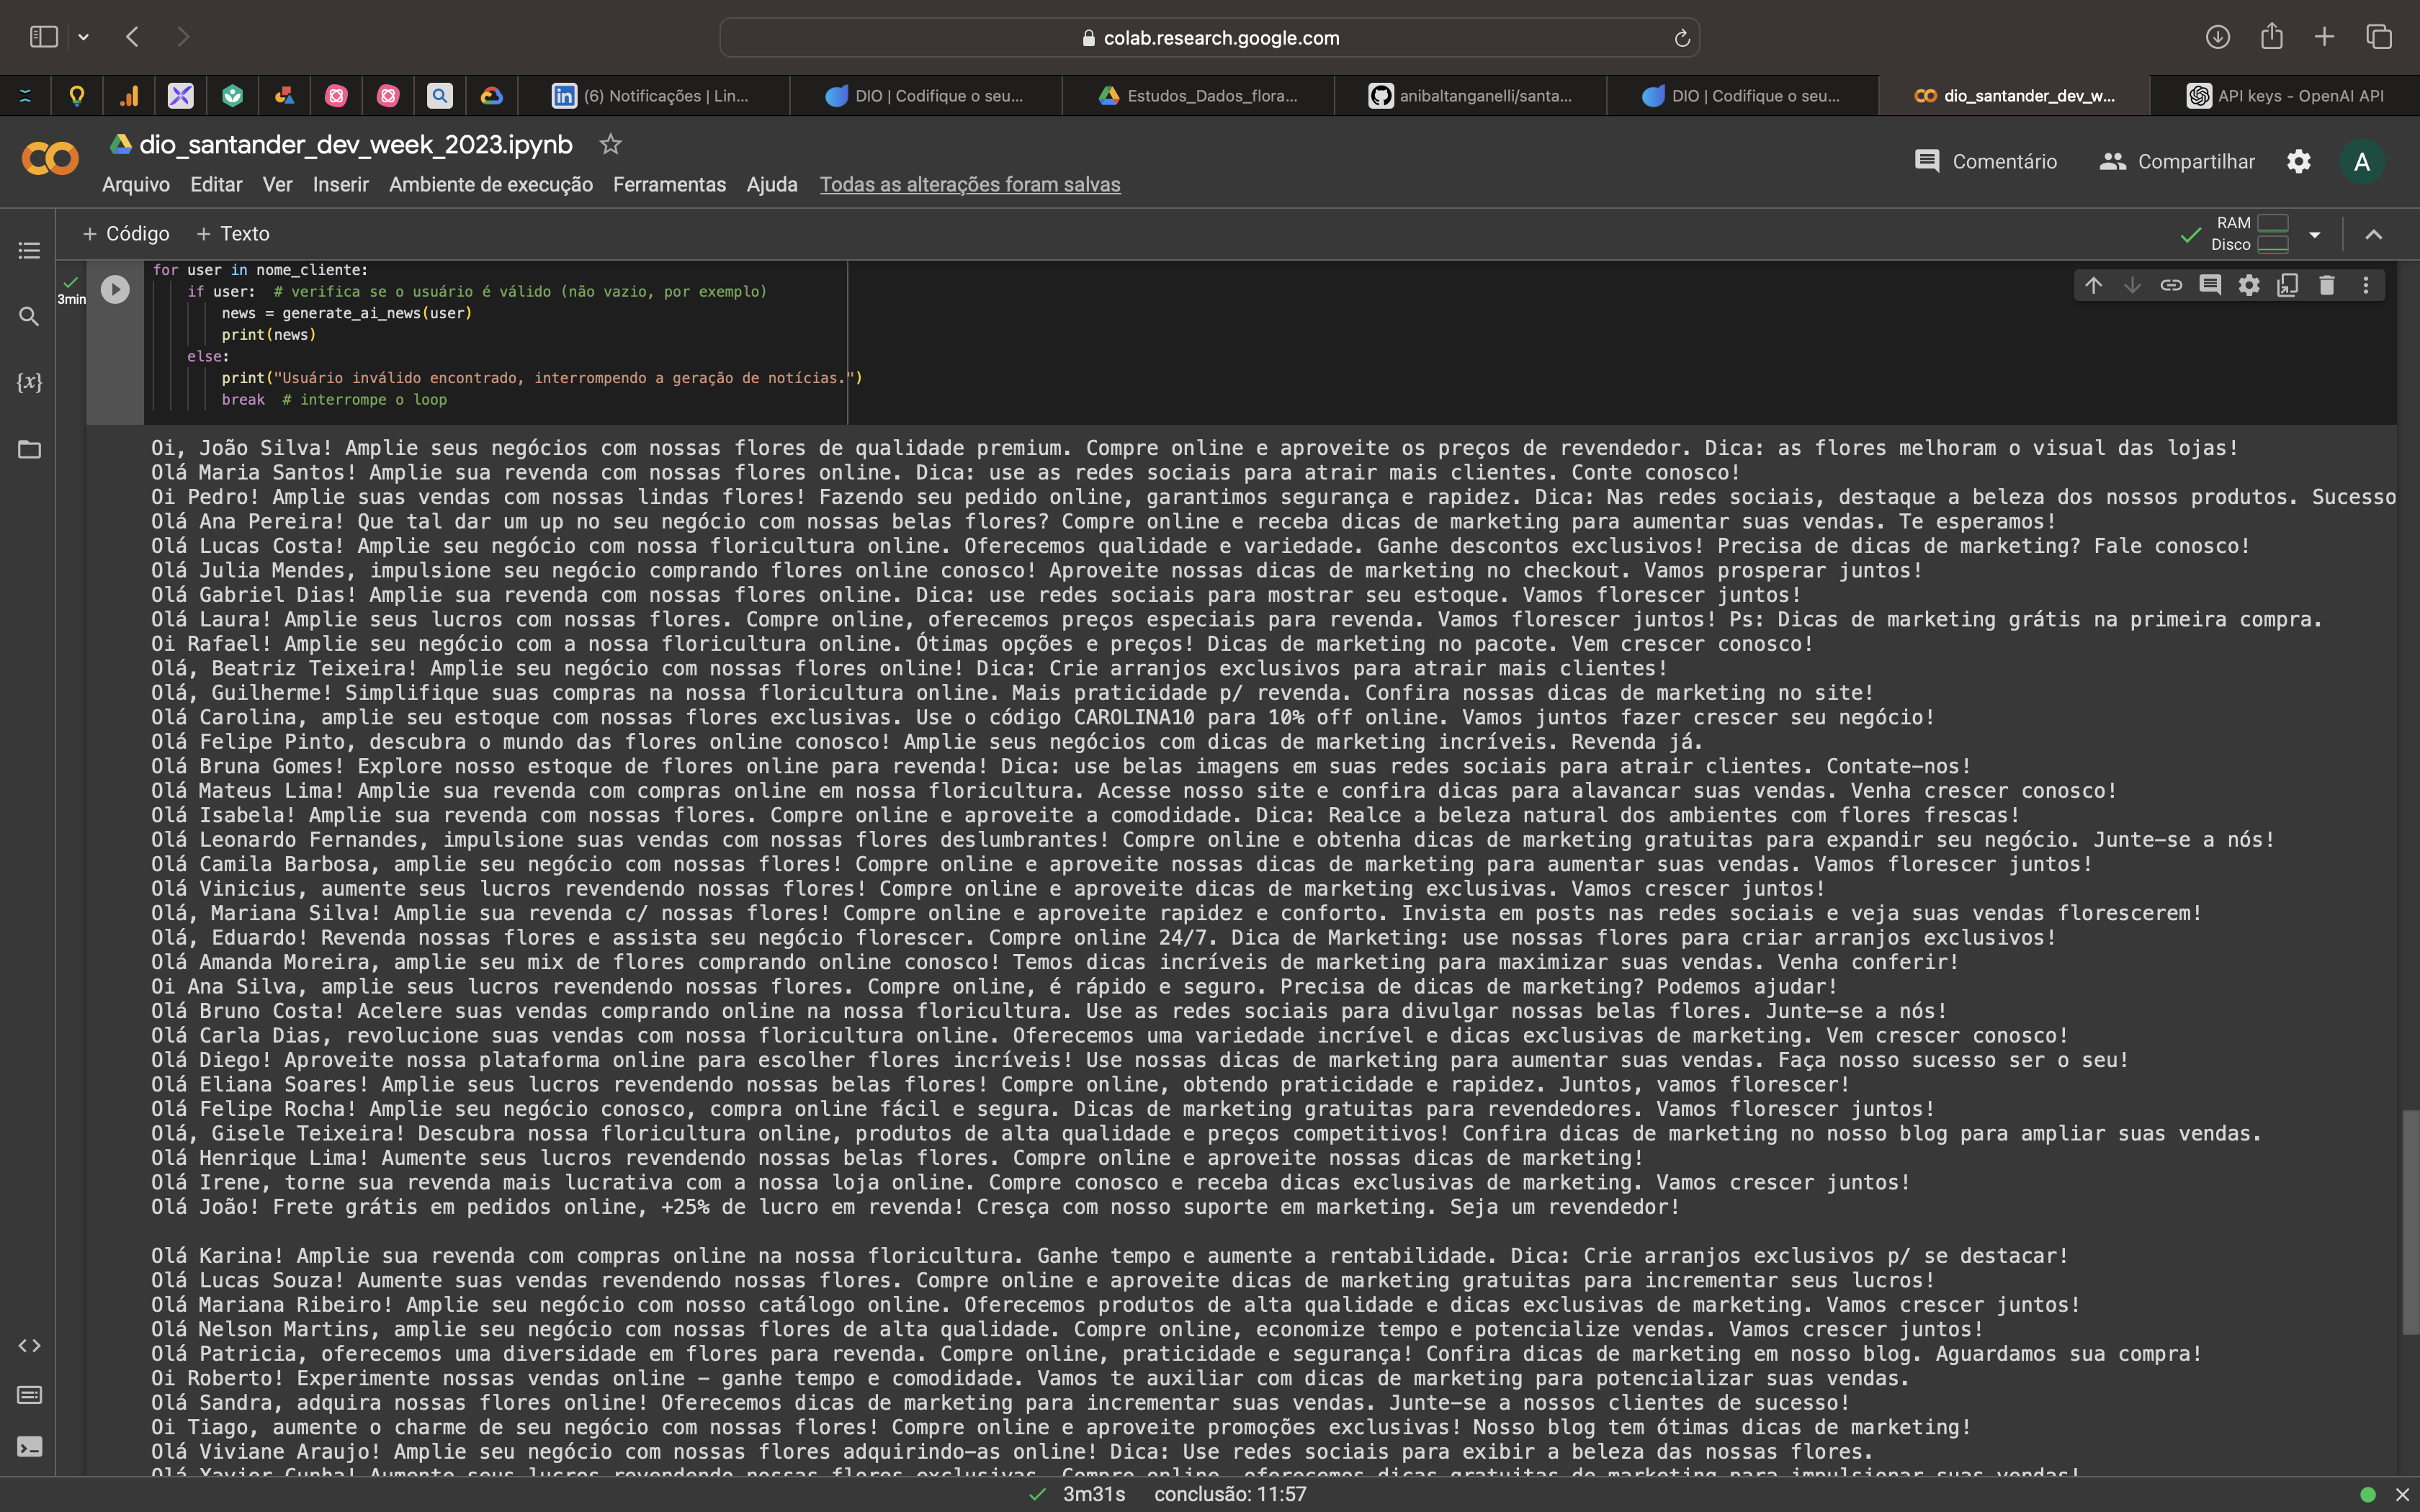 colab.research.google.com
(6) Notificações | Lin...
DIO | Codifique o seu...
Estudos_Dados_flora...
anibaltanganelli/santa...
DIO | Codifique o seu...
dio_santander_dev_w...
API keys - OpenAI API
dio_santander_dev_week_2023.ipynb
Comentário
Compartilhar
A
Arquivo Editar Ver Inserir Ambiente de execução Ferramentas Ajuda Todas as alterações foram salvas
+ Código + Texto
RAM
Disco
3min
for user in nome_cliente:
if user: # verifica se o usuário é válido (não vazio, por exemplo)
news = generate_ai_news(user)
print(news)
else:
print("Usuário inválido encontrado, interrompendo a geração de notícias.")
break # interrompe o loop
Oi, João Silva! Amplie seus negócios com nossas flores de qualidade premium. Compre online e aproveite os preços de revendedor. Dica: as flores melhoram o visual das lojas!
Olá Maria Santos! Amplie sua revenda com nossas flores online. Dica: use as redes sociais para atrair mais clientes. Conte conosco!
Oi Pedro! Amplie suas vendas com nossas lindas flores! Fazendo seu pedido online, garantimos segurança e rapidez. Dica: Nas redes sociais, destaque a beleza dos nossos produtos. Sucesso
Olá Ana Pereira! Que tal dar um up no seu negócio com nossas belas flores? Compre online e receba dicas de marketing para aumentar suas vendas. Te esperamos!
Olá Lucas Costa! Amplie seu negócio com nossa floricultura online. Oferecemos qualidade e variedade. Ganhe descontos exclusivos! Precisa de dicas de marketing? Fale conosco!
Olá Julia Mendes, impulsione seu negócio comprando flores online conosco! Aproveite nossas dicas de marketing no checkout. Vamos prosperar juntos!
Olá Gabriel Dias! Amplie sua revenda com nossas flores online. Dica: use redes sociais para mostrar seu estoque. Vamos florescer juntos!
Olá Laura! Amplie seus lucros com nossas flores. Compre online, oferecemos preços especiais para revenda. Vamos florescer juntos! Ps: Dicas de marketing grátis na primeira compra.
Oi Rafael! Amplie seu negócio com a nossa floricultura online. Ótimas opções e preços! Dicas de marketing no pacote. Vem crescer conosco!
Olá, Beatriz Teixeira! Amplie seu negócio com nossas flores online! Dica: Crie arranjos exclusivos para atrair mais clientes!
Olá, Guilherme! Simplifique suas compras na nossa floricultura online. Mais praticidade p/ revenda. Confira nossas dicas de marketing no site!
Olá Carolina, amplie seu estoque com nossas flores exclusivas. Use o código CAROLINA10 para 10% off online. Vamos juntos fazer crescer seu negócio!
Olá Felipe Pinto, descubra o mundo das flores online conosco! Amplie seus negócios com dicas de marketing incríveis. Revenda já.
Olá Bruna Gomes! Explore nosso estoque de flores online para revenda! Dica: use belas imagens em suas redes sociais para atrair clientes. Contate-nos!
Olá Mateus Lima! Amplie sua revenda com compras online em nossa floricultura. Acesse nosso site e confira dicas para alavancar suas vendas. Venha crescer conosco!
Olá Isabela! Amplie sua revenda com nossas flores. Compre online e aproveite a comodidade. Dica: Realce a beleza natural dos ambientes com flores frescas!
Olá Leonardo Fernandes, impulsione suas vendas com nossas flores deslumbrantes! Compre online e obtenha dicas de marketing gratuitas para expandir seu negócio. Junte-se a nós!
Olá Camila Barbosa, amplie seu negócio com nossas flores! Compre online e aproveite nossas dicas de marketing para aumentar suas vendas. Vamos florescer juntos!
Olá Vinicius, aumente seus lucros revendendo nossas flores! Compre online e aproveite dicas de marketing exclusivas. Vamos crescer juntos!
Olá, Mariana Silva! Amplie sua revenda c/ nossas flores! Compre online e aproveite rapidez e conforto. Invista em posts nas redes sociais e veja suas vendas florescerem!
Olá, Eduardo! Revenda nossas flores e assista seu negócio florescer. Compre online 24/7. Dica de Marketing: use nossas flores para criar arranjos exclusivos!
Olá Amanda Moreira, amplie seu mix de flores comprando online conosco! Temos dicas incríveis de marketing para maximizar suas vendas. Venha conferir!
Oi Ana Silva, amplie seus lucros revendendo nossas flores. Compre online, é rápido e seguro. Precisa de dicas de marketing? Podemos ajudar!
Olá Bruno Costa! Acelere suas vendas comprando online na nossa floricultura. Use as redes sociais para divulgar nossas belas flores. Junte-se a nós!
Olá Carla Dias, revolucione suas vendas com nossa floricultura online. Oferecemos uma variedade incrível e dicas exclusivas de marketing. Vem crescer conosco!
Olá Diego! Aproveite nossa plataforma online para escolher flores incríveis! Use nossas dicas de marketing para aumentar suas vendas. Faça nosso sucesso ser o seu!
Olá Eliana Soares! Amplie seus lucros revendendo nossas belas flores! Compre online, obtendo praticidade e rapidez. Juntos, vamos florescer!
Olá Felipe Rocha! Amplie seu negócio conosco, compra online fácil e segura. Dicas de marketing gratuitas para revendedores. Vamos florescer juntos!
Olá, Gisele Teixeira! Descubra nossa floricultura online, produtos de alta qualidade e preços competitivos! Confira dicas de marketing no nosso blog para ampliar suas vendas.
Olá Henrique Lima! Aumente seus lucros revendendo nossas belas flores. Compre online e aproveite nossas dicas de marketing!
Olá Irene, torne sua revenda mais lucrativa com a nossa loja online. Compre conosco e receba dicas exclusivas de marketing. Vamos crescer juntos!
Olá João! Frete grátis em pedidos online, +25% de lucro em revenda! Cresça com nosso suporte em marketing. Seja um revendedor!
Olá Karina! Amplie sua revenda com compras online na nossa floricultura. Ganhe tempo e aumente a rentabilidade. Dica: Crie arranjos exclusivos p/ se destacar!
Olá Lucas Souza! Aumente suas vendas revendendo nossas flores. Compre online e aproveite dicas de marketing gratuitas para incrementar seus lucros!
Olá Mariana Ribeiro! Amplie seu negócio com nosso catálogo online. Oferecemos produtos de alta qualidade e dicas exclusivas de marketing. Vamos crescer juntos!
Olá Nelson Martins, amplie seu negócio com nossas flores de alta qualidade. Compre online, economize tempo e potencialize vendas. Vamos crescer juntos!
Olá Patricia, oferecemos uma diversidade em flores para revenda. Compre online, praticidade e segurança! Confira dicas de marketing em nosso blog. Aguardamos sua compra!
Oi Roberto! Experimente nossas vendas online – ganhe tempo e comodidade. Vamos te auxiliar com dicas de marketing para potencializar suas vendas.
Olá Sandra, adquira nossas flores online! Oferecemos dicas de marketing para incrementar suas vendas. Junte-se a nossos clientes de sucesso!
Oi Tiago, aumente o charme de seu negócio com nossas flores! Compre online e aproveite promoções exclusivas! Nosso blog tem ótimas dicas de marketing!
Olá Viviane Araujo! Amplie seu negócio com nossas flores adquirindo-as online! Dica: Use redes sociais para exibir a beleza das nossas flores.
Olá Xavier Cunha! Aumente seus lucros revendendo nossas flores exclusivas. Compre online, oferecemos dicas gratuitas de marketing para impulsionar suas vendas!
3m31s conclusão: 11:57